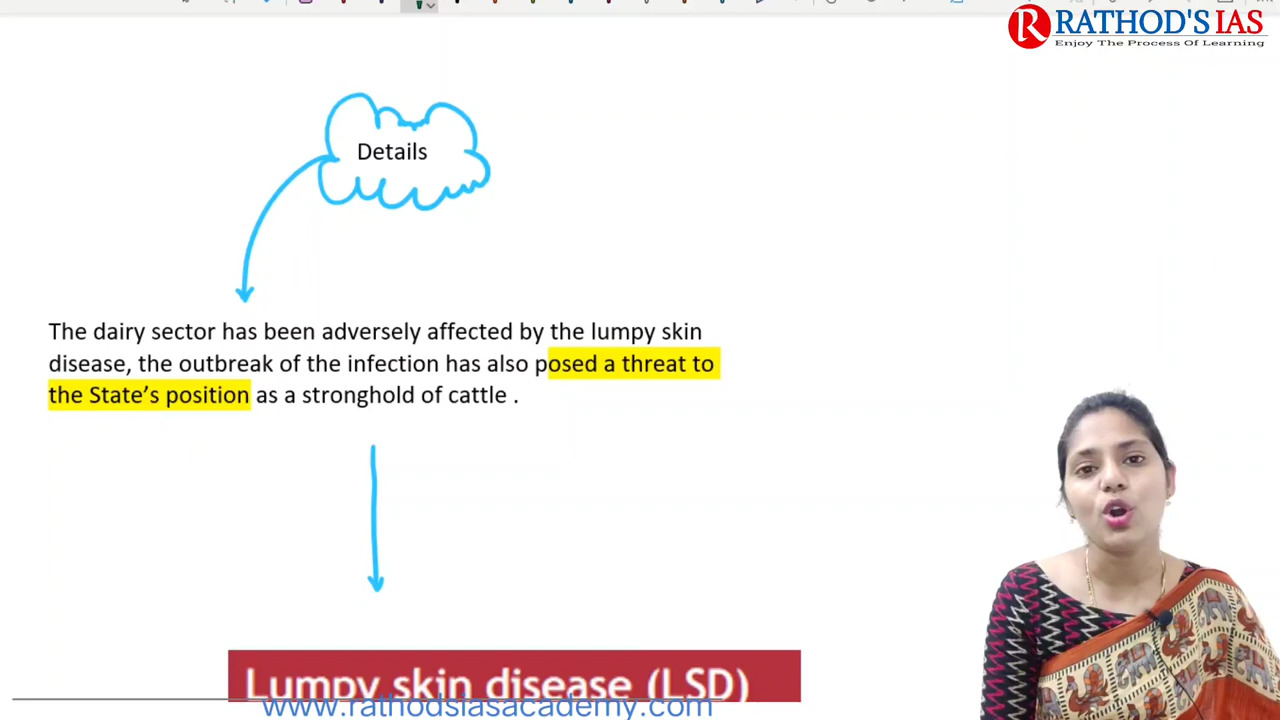 R RATHOD'S IAS
Enjoy The Process Of Learning
Details
The dairy sector has been adversely affected by the lumpy skin
disease, the outbreak of the infection has also posed a threat to
the State’s position as a stronghold of cattle .
Lumpy skin disease (LSD)
www.rathodsiasacademy.com